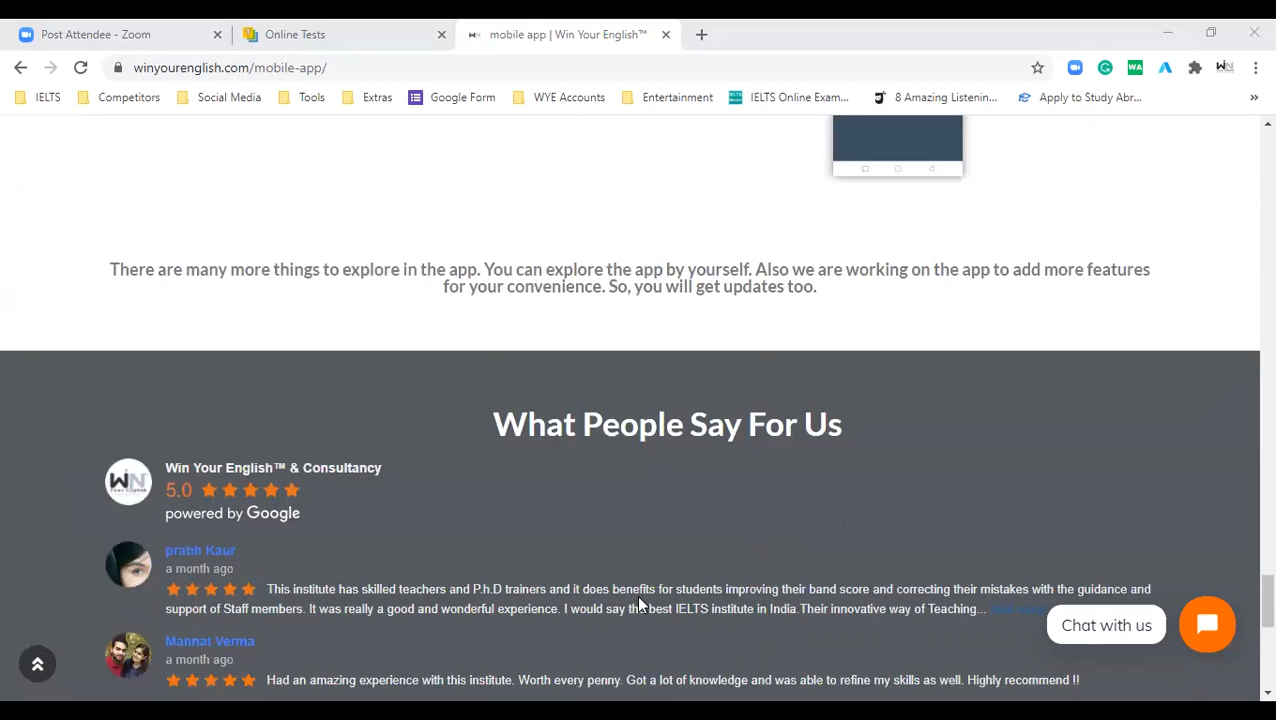 Post Attendee - Zoom
Online Tests
mobile app | Win Your English™
winyourenglish.com/mobile-app/
IELTS
Competitors
Social Media
Tools
Extras
Google Form
WYE Accounts
Entertainment
IELTS Online Exam...
8 Amazing Listenin...
Apply to Study Abr...
There are many more things to explore in the app. You can explore the app by yourself. Also we are working on the app to add more features
for your convenience. So, you will get updates too.
What People Say For Us
Win Your English™ & Consultancy
5.0
powered by Google
prabh Kaur
a month ago
This institute has skilled teachers and P.h.D trainers and it does benefits for students improving their band score and correcting their mistakes with the guidance and
support of Staff members. It was really a good and wonderful experience. I would say the best IELTS institute in India.Their innovative way of Teaching...
Chat with us
Mannat Verma
a month ago
Had an amazing experience with this institute. Worth every penny. Got a lot of knowledge and was able to refine my skills as well. Highly recommend !!